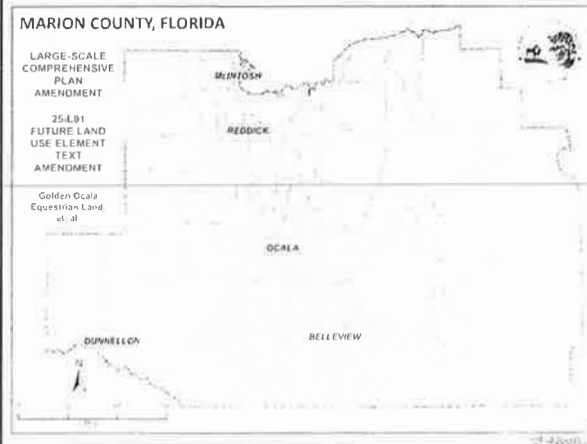 MARION COUNTY, FLORIDA
LARGE-SCALE
COMPREHENSIVE
PLAN
AMENDMENT
25-L01
FUTURE LAND
USE ELEMENT
TEXT
AMENDMENT
Golden Ocala
Equestrian Land
et al
McINTOSH
REDDICK
OCALA
BELLEVIEW
DUNNELLON